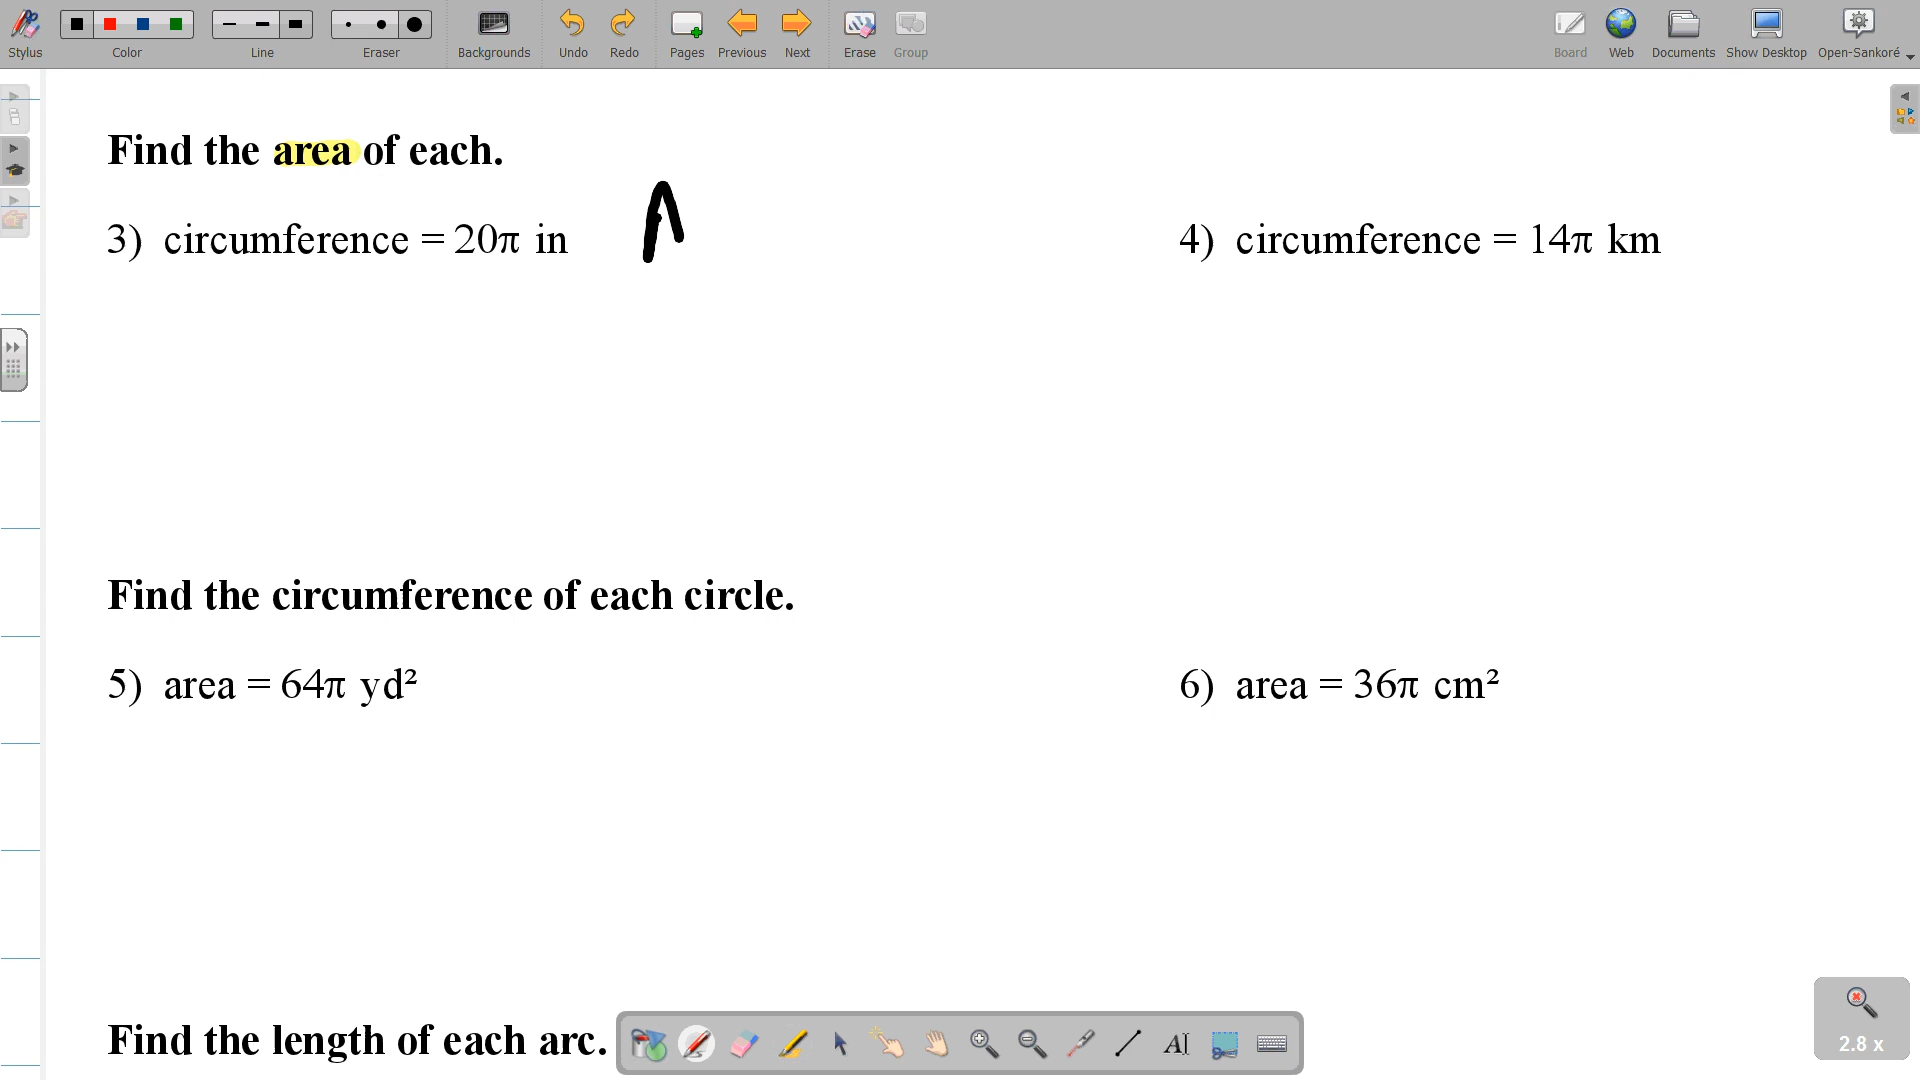 Stylus Color Line Eraser Backgrounds Undo Redo Pages Previous Next Erase Group Board Web Documents Show Desktop Open-Sankoré
Find the area of each.
3) circumference = 20π in
4) circumference = 14π km
Find the circumference of each circle.
5) area = 64π yd²
6) area = 36π cm²
Find the length of each arc.
AI
2.8 x